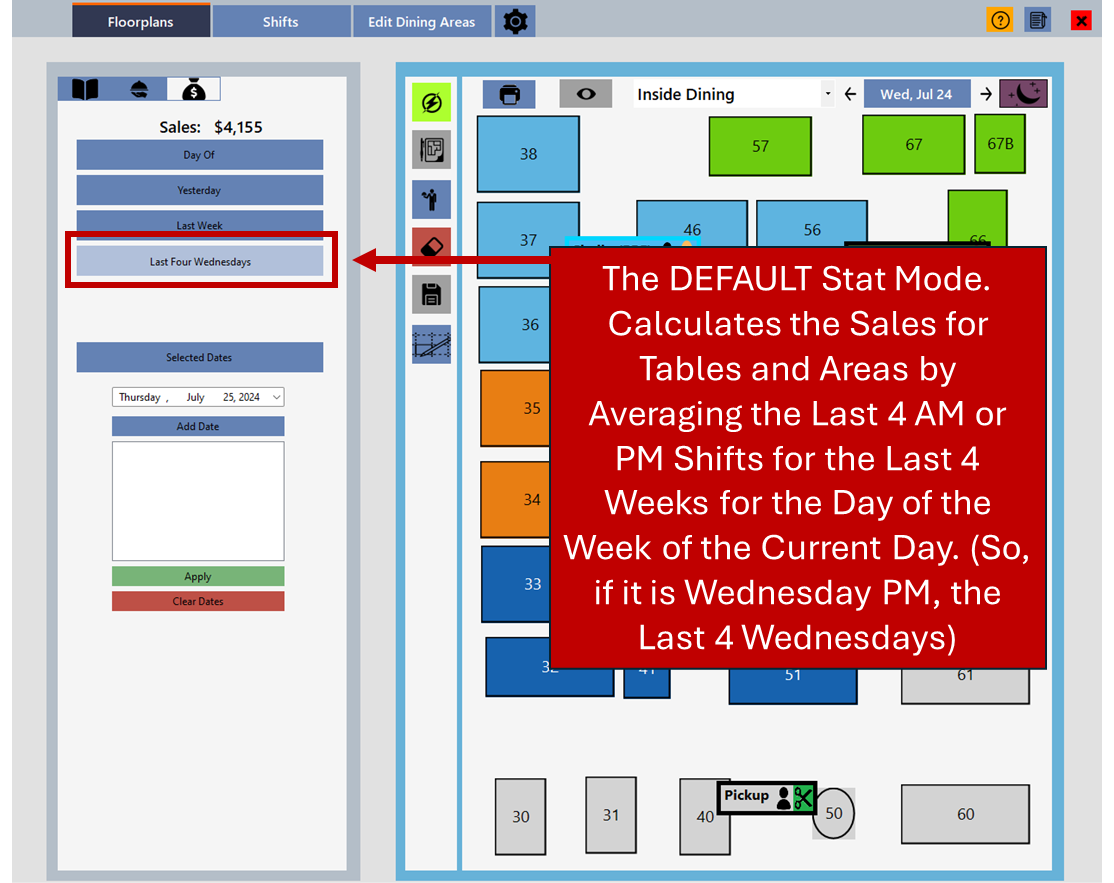 Floorplans
Shifts
Edit Dining Areas
Sales: $4,155
Day Of
Yesterday
Last Week
Last Four Wednesdays
Selected Dates
Thursday , July 25, 2024
Add Date
Apply
Clear Dates
Inside Dining
Wed, Jul 24
38
57
67
67B
37
46
56
66
36
35
34
33
32
41
51
61
30
31
40
Pickup
50
60
The DEFAULT Stat Mode.
Calculates the Sales for
Tables and Areas by
Averaging the Last 4 AM or
PM Shifts for the Last 4
Weeks for the Day of the
Week of the Current Day. (So,
if it is Wednesday PM, the
Last 4 Wednesdays)